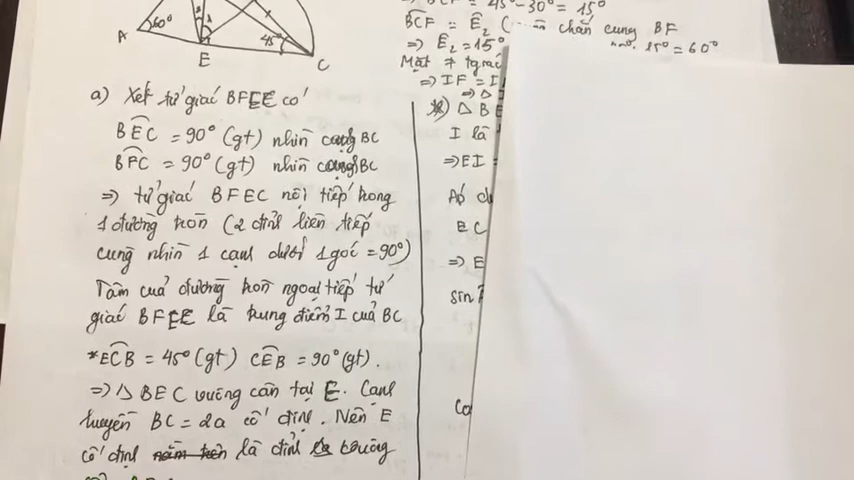 A
60°
E
45°
C
a) Xét tứ giác BFEC có
BÊC = 90° (gt) nhìn cạnh BC
BFC = 90° (gt) nhìn cạnh BC
=> tứ giác BFEC nội tiếp trong
1 đường tròn (2 đỉnh liên tiếp
cùng nhìn 1 cạnh dưới 1 góc = 90°)
Tâm của đường tròn ngoại tiếp tứ
giác BFEC là trung điểm I của BC
*ECB = 45° (gt) CEB = 90° (gt).
=> Δ BEC vuông cân tại E. Cạnh
huyền BC = 2a cố định. Nên E
cố định là đỉnh
=> BCF = 45° - 30° = 15°
BCF = Ê2 ( chắn cung BF
=> Ê2 = 15°
15° = 60°
Mặt ≠
=> IF = I
=> Δ
*) Δ BE
I là
=> EI =
EC
=> E
sin